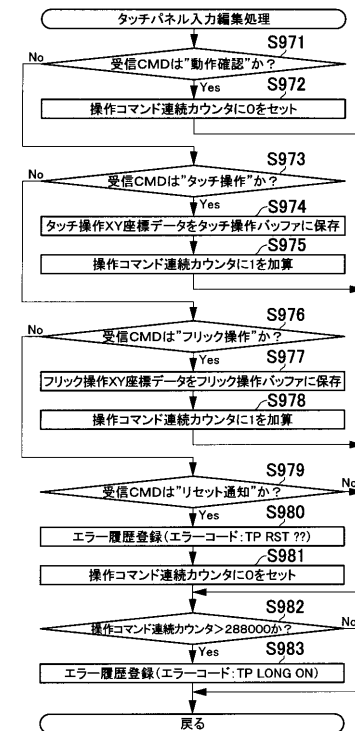 タッチパネル入力編集処理
S971
No
受信CMDは”動作確認”か？
Yes
S972
操作コマンド連続カウンタに0をセット
S973
No
受信CMDは”タッチ操作”か？
Yes
S974
タッチ操作XY座標データをタッチ操作バッファに保存
S975
操作コマンド連続カウンタに1を加算
S976
No
受信CMDは”フリック操作”か？
Yes
S977
フリック操作XY座標データをフリック操作バッファに保存
S978
操作コマンド連続カウンタに1を加算
S979
受信CMDは”リセット通知”か？
No
Yes
S980
エラー履歴登録(エラーコード:TP RST ??)
S981
操作コマンド連続カウンタに0をセット
S982
操作コマンド連続カウンタ>288000か？
No
Yes
S983
エラー履歴登録(エラーコード:TP LONG ON)
戻る